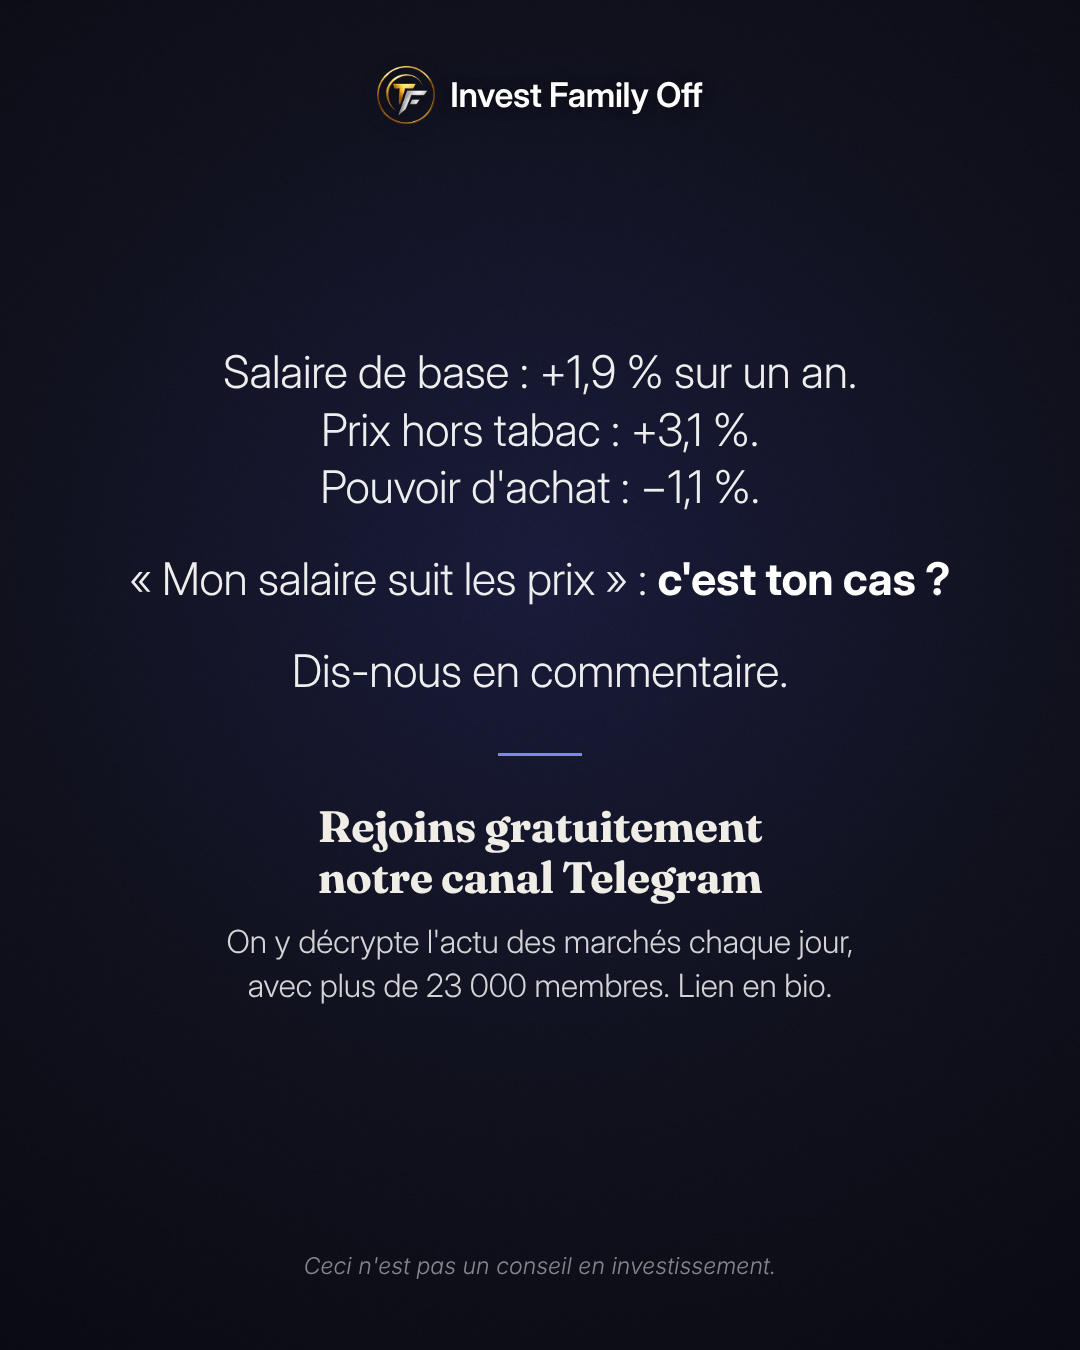 TF Invest Family Off
Salaire de base : +1,9 % sur un an.
Prix hors tabac : +3,1 %.
Pouvoir d'achat : −1,1 %.
« Mon salaire suit les prix » : c'est ton cas ?
Dis-nous en commentaire.
Rejoins gratuitement
notre canal Telegram
On y décrypte l'actu des marchés chaque jour,
avec plus de 23 000 membres. Lien en bio.
Ceci n'est pas un conseil en investissement.